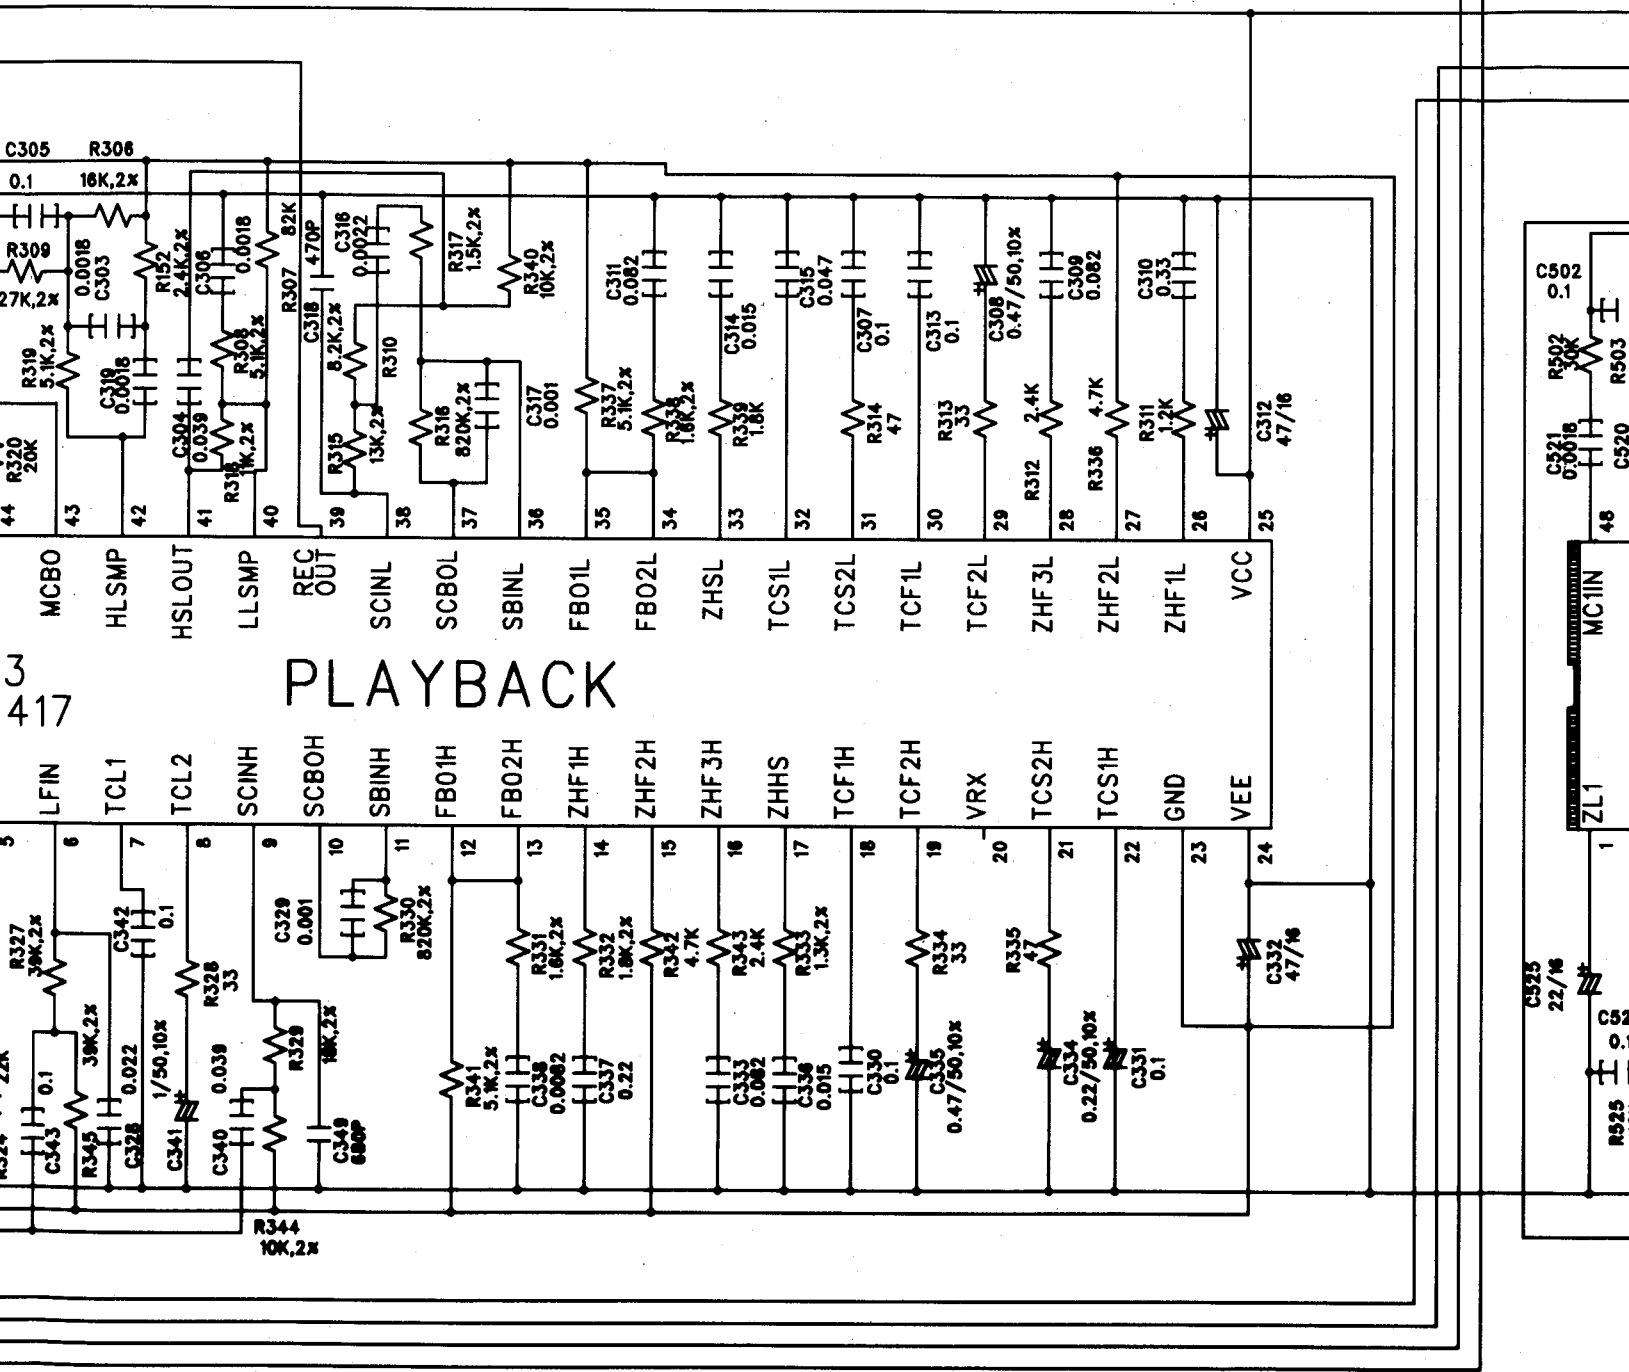 C305
R306
0.1
16K,2%
R309
27K,2%
0.0018
C303
R152
2.4K,2%
C306
0.0018
82K
R307
470P
C318
C316
0.0022
R317
1.5K,2%
R340
10K,2%
C311
0.082
C314
0.015
C315
0.047
C307
0.1
C313
0.1
C308
0.47/50,10%
C309
0.082
C310
0.33
R319
5.1K,2%
C319
0.0018
C304
0.039
R308
5.1K,2%
R318
8.2K,2%
R310
R315
13K,2%
R316
820K,2%
C317
0.001
R337
5.1K,2%
R338
1.6K,2%
R339
1.8K
R314
47
R313
33
2.4K
R312
4.7K
R336
R311
1.2K
C312
47/16
R320
20K
44
43
42
41
40
39
38
37
36
35
34
33
32
31
30
29
28
27
26
25
MCBO
HLSMP
HSLOUT
LLSMP
REC
OUT
SCINL
SCBOL
SBINL
FBO1L
FBO2L
ZHSL
TCS1L
TCS2L
TCF1L
TCF2L
ZHF3L
ZHF2L
ZHF1L
VCC
3
417
PLAYBACK
LFIN
TCL1
TCL2
SCINH
SCBOH
SBINH
FBO1H
FBO2H
ZHF1H
ZHF2H
ZHF3H
ZHHS
TCF1H
TCF2H
VRX
TCS2H
TCS1H
GND
VEE
5
6
7
8
9
10
11
12
13
14
15
16
17
18
19
20
21
22
23
24
R327
39K,2%
C342
0.1
R328
33
C329
0.001
R330
820K,2%
R331
1.6K,2%
R332
1.8K,2%
R342
4.7K
R343
2.4K
R333
1.3K,2%
R334
33
R335
47
C332
47/16
22K
R324
0.1
C343
39K,2%
R345
0.022
C328
1/50,10%
C341
0.039
C340
R329
C349
680P
R341
5.1K,2%
C338
0.0082
C337
0.22
C333
0.082
C336
0.015
C330
0.1
C335
0.47/50,10%
C334
0.22/50,10%
C331
0.1
R344
10K,2%
C502
0.1
R502
30K
R503
C521
0.0018
C520
48
MC1IN
ZL1
1
C525
22/16
C52
0.1
R525